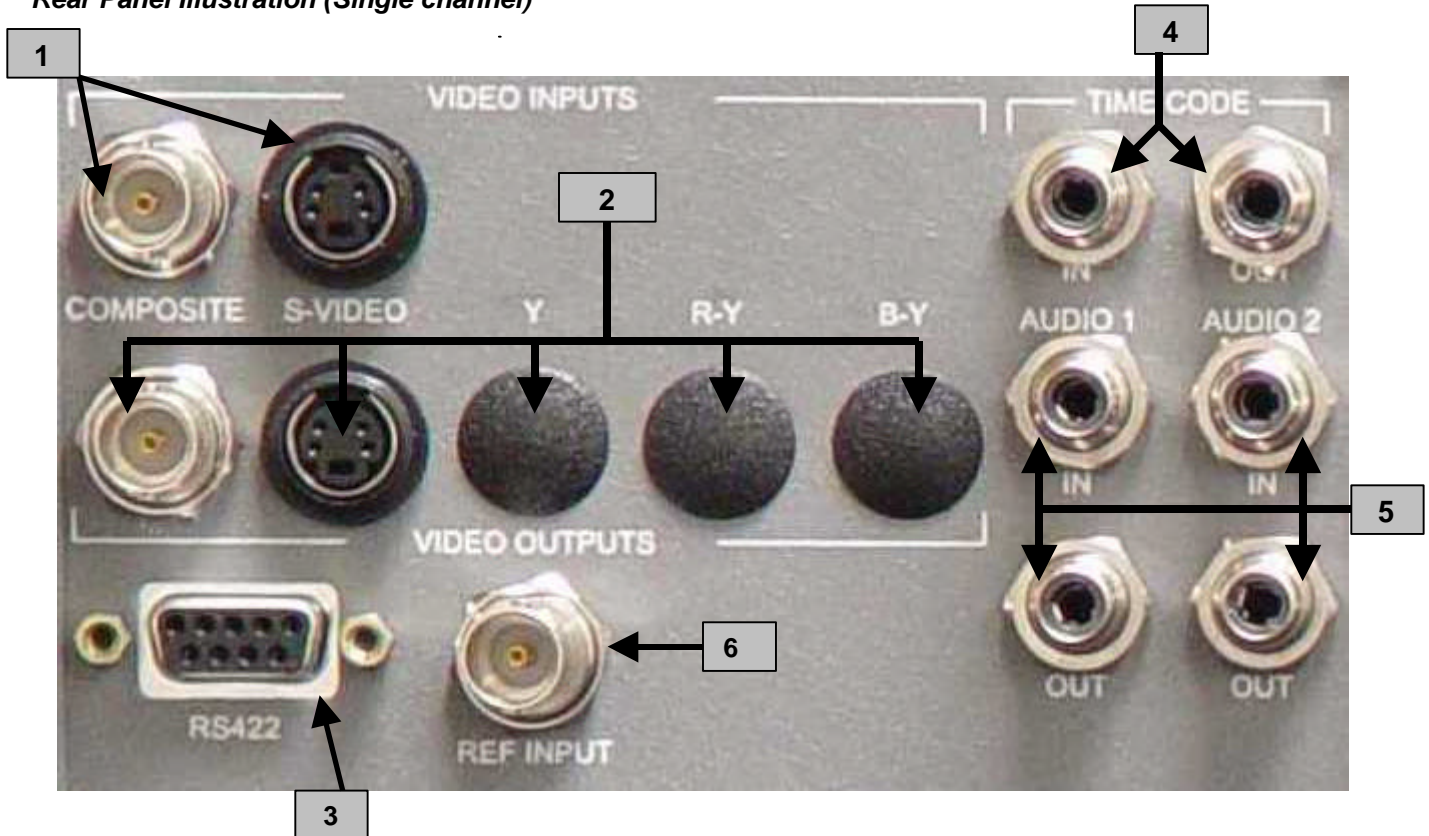 Rear Panel Illustration (Single channel)
1
4
VIDEO INPUTS
TIME CODE
2
IN
OUT
COMPOSITE
S-VIDEO
Y
R-Y
B-Y
AUDIO 1
AUDIO 2
IN
IN
5
VIDEO OUTPUTS
6
OUT
OUT
RS422
REF INPUT
3